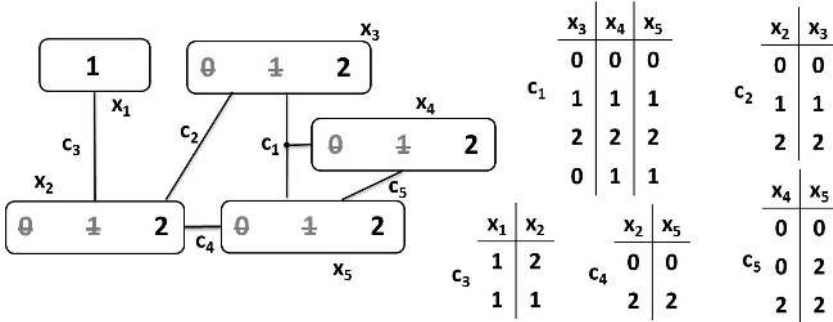 x3
0 1 2
1
x1
c3
c2
c1
x4
0 1 2
c5
x2
0 1 2
c4
0 1 2
x5
x3 x4 x5
c1
0 0 0
1 1 1
2 2 2
0 1 1
x2 x3
c2
0 0
1 1
2 2
x1 x2
c3
1 2
1 1
x2 x5
c4
0 0
2 2
x4 x5
c5
0 0
0 2
2 2